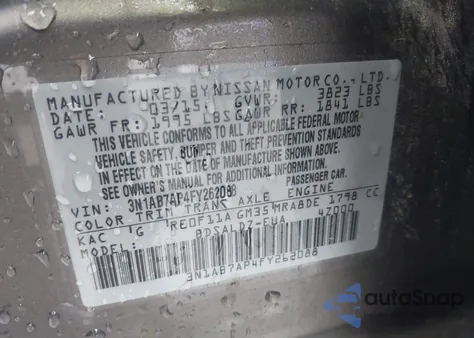 MANUFACTURED BY NISSAN MOTOR CO., LTD.
DATE: 03/15 GVWR: 3823 LBS
GAWR FR: 1995 LBS GAWR RR: 1841 LBS
THIS VEHICLE CONFORMS TO ALL APPLICABLE FEDERAL MOTOR
VEHICLE SAFETY, BUMPER AND THEFT PREVENTION STANDARDS
IN EFFECT ON THE DATE OF MANUFACTURE SHOWN ABOVE.
SEE OWNER'S MANUAL FOR ADDITIONAL INFORMATION
PASSENGER CAR.
VIN: 3N1AB7AP4FY262088
COLOR TRIM TRANS AXLE ENGINE
KAC G RE0F11A GM35 MRA8DE 1798 CC
MODEL: BDSALDZ-EUA 4Z000
3N1AB7AP4FY262088
autoSnap